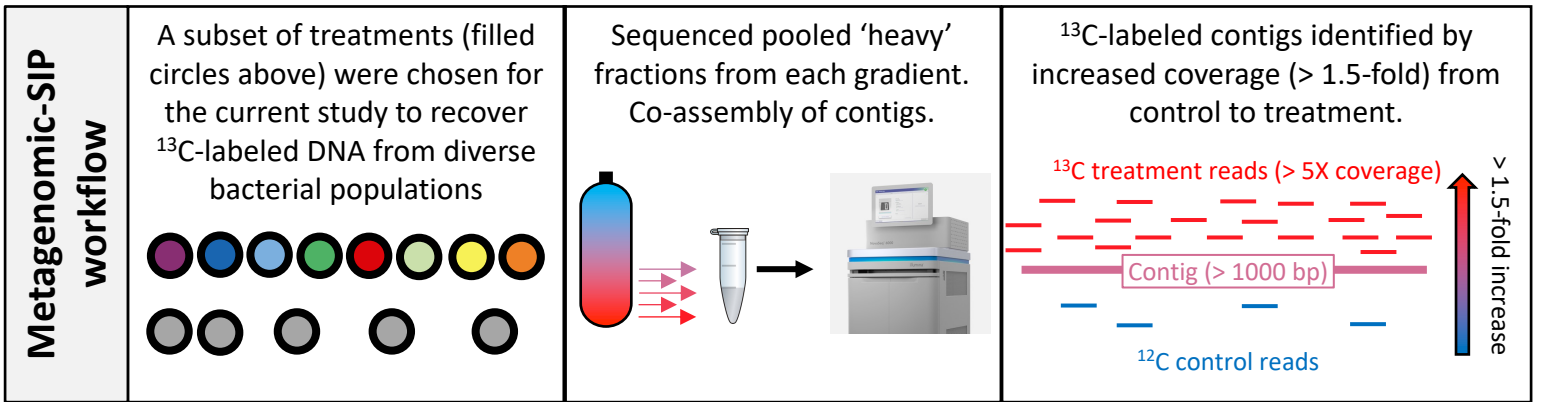 Metagenomic-SIP
workflow
A subset of treatments (filled
circles above) were chosen for
the current study to recover
¹³C-labeled DNA from diverse
bacterial populations
Sequenced pooled ‘heavy’
fractions from each gradient.
Co-assembly of contigs.
¹³C-labeled contigs identified by
increased coverage (> 1.5-fold) from
control to treatment.
¹³C treatment reads (> 5X coverage)
Contig (> 1000 bp)
¹²C control reads
> 1.5-fold increase